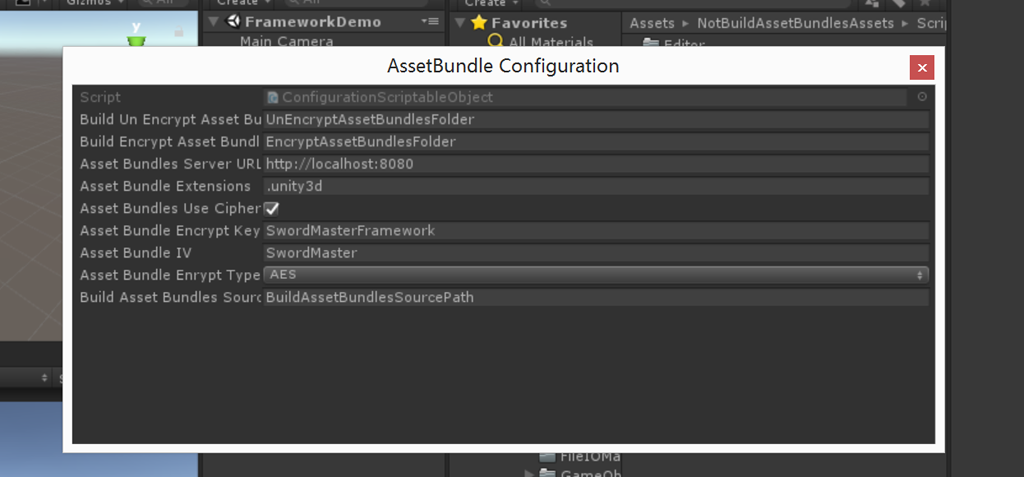 Gizmos
All
Create
All
Create
FrameworkDemo
Favorites
Assets ▸ NotBuildAssetBundlesAssets ▸ Scri
y
Main Camera
All Materials
Editor
AssetBundle Configuration
Script ConfigurationScriptableObject
Build Un Encrypt Asset Bu UnEncryptAssetBundlesFolder
Build Encrypt Asset Bundl EncryptAssetBundlesFolder
Asset Bundles Server URL http://localhost:8080
Asset Bundle Extensions .unity3d
Asset Bundles Use Cipher
Asset Bundle Encrypt Key SwordMasterFramework
Asset Bundle IV SwordMaster
Asset Bundle Enrypt Type AES
Build Asset Bundles Sourc BuildAssetBundlesSourcePath
FileIOMa
GameOb